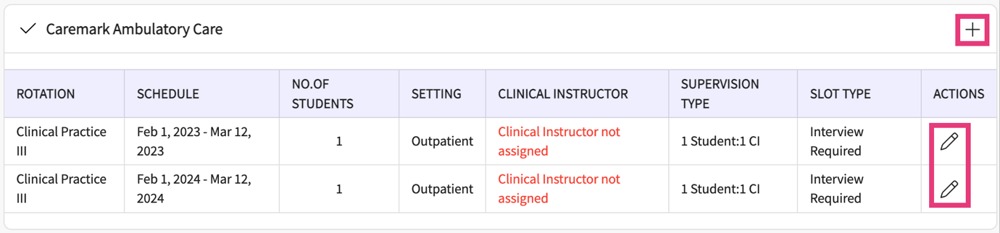 Caremark Ambulatory Care
ROTATION SCHEDULE NO.OF STUDENTS SETTING CLINICAL INSTRUCTOR SUPERVISION TYPE SLOT TYPE ACTIONS
Clinical Practice III Feb 1, 2023 - Mar 12, 2023 1 Outpatient Clinical Instructor not assigned 1 Student:1 CI Interview Required
Clinical Practice III Feb 1, 2024 - Mar 12, 2024 1 Outpatient Clinical Instructor not assigned 1 Student:1 CI Interview Required